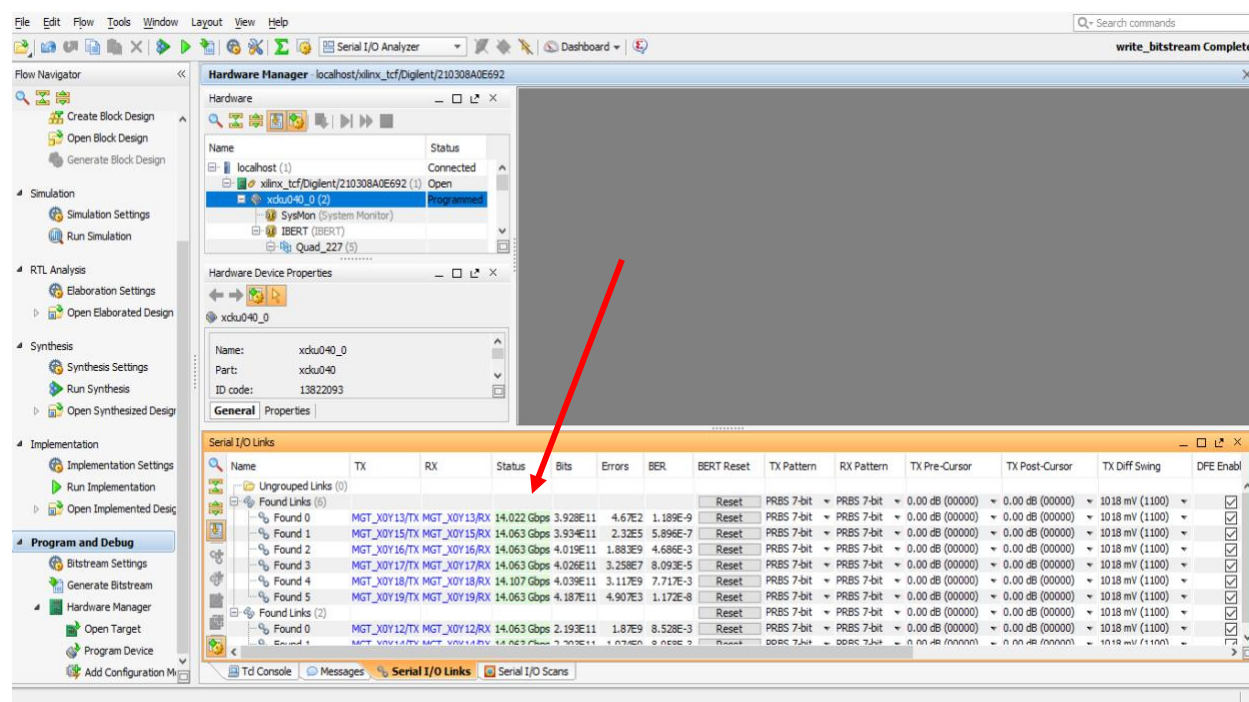 File Edit Flow Tools Window Layout View Help
Search commands
Serial I/O Analyzer
Dashboard
write_bitstream Complete
Flow Navigator
Create Block Design
Open Block Design
Generate Block Design
Simulation
Simulation Settings
Run Simulation
RTL Analysis
Elaboration Settings
Open Elaborated Design
Synthesis
Synthesis Settings
Run Synthesis
Open Synthesized Desigr
Implementation
Implementation Settings
Run Implementation
Open Implemented Desig
Program and Debug
Bitstream Settings
Generate Bitstream
Hardware Manager
Open Target
Program Device
Add Configuration M
Hardware Manager - localhost/xilinx_tcf/Digilent/210308A0E692
Hardware
Name Status
localhost (1) Connected
xilinx_tcf/Digilent/210308A0E692 (1) Open
xcku040_0 (2) Programmed
SysMon (System Monitor)
IBERT (IBERT)
Quad_227 (5)
Hardware Device Properties
xcku040_0
Name: xcku040_0
Part: xcku040
ID code: 13822093
General Properties
Serial I/O Links
Name TX RX Status Bits Errors BER BERT Reset TX Pattern RX Pattern TX Pre-Cursor TX Post-Cursor TX Diff Swing DFE Enabl
Ungrouped Links (0)
Found Links (6) Reset PRBS 7-bit PRBS 7-bit 0.00 dB (00000) 0.00 dB (00000) 1018 mV (1100)
Found 0 MGT_X0Y13/TX MGT_X0Y13/RX 14.022 Gbps 3.928E11 4.67E2 1.189E-9 Reset PRBS 7-bit PRBS 7-bit 0.00 dB (00000) 0.00 dB (00000) 1018 mV (1100)
Found 1 MGT_X0Y15/TX MGT_X0Y15/RX 14.063 Gbps 3.934E11 2.32E5 5.896E-7 Reset PRBS 7-bit PRBS 7-bit 0.00 dB (00000) 0.00 dB (00000) 1018 mV (1100)
Found 2 MGT_X0Y16/TX MGT_X0Y16/RX 14.063 Gbps 4.019E11 1.883E9 4.686E-3 Reset PRBS 7-bit PRBS 7-bit 0.00 dB (00000) 0.00 dB (00000) 1018 mV (1100)
Found 3 MGT_X0Y17/TX MGT_X0Y17/RX 14.063 Gbps 4.026E11 3.258E7 8.093E-5 Reset PRBS 7-bit PRBS 7-bit 0.00 dB (00000) 0.00 dB (00000) 1018 mV (1100)
Found 4 MGT_X0Y18/TX MGT_X0Y18/RX 14.107 Gbps 4.039E11 3.117E9 7.717E-3 Reset PRBS 7-bit PRBS 7-bit 0.00 dB (00000) 0.00 dB (00000) 1018 mV (1100)
Found 5 MGT_X0Y19/TX MGT_X0Y19/RX 14.063 Gbps 4.187E11 4.907E3 1.172E-8 Reset PRBS 7-bit PRBS 7-bit 0.00 dB (00000) 0.00 dB (00000) 1018 mV (1100)
Found Links (2) Reset PRBS 7-bit PRBS 7-bit 0.00 dB (00000) 0.00 dB (00000) 1018 mV (1100)
Found 0 MGT_X0Y12/TX MGT_X0Y12/RX 14.063 Gbps 2.193E11 1.87E9 8.528E-3 Reset PRBS 7-bit PRBS 7-bit 0.00 dB (00000) 0.00 dB (00000) 1018 mV (1100)
Tcl Console Messages Serial I/O Links Serial I/O Scans